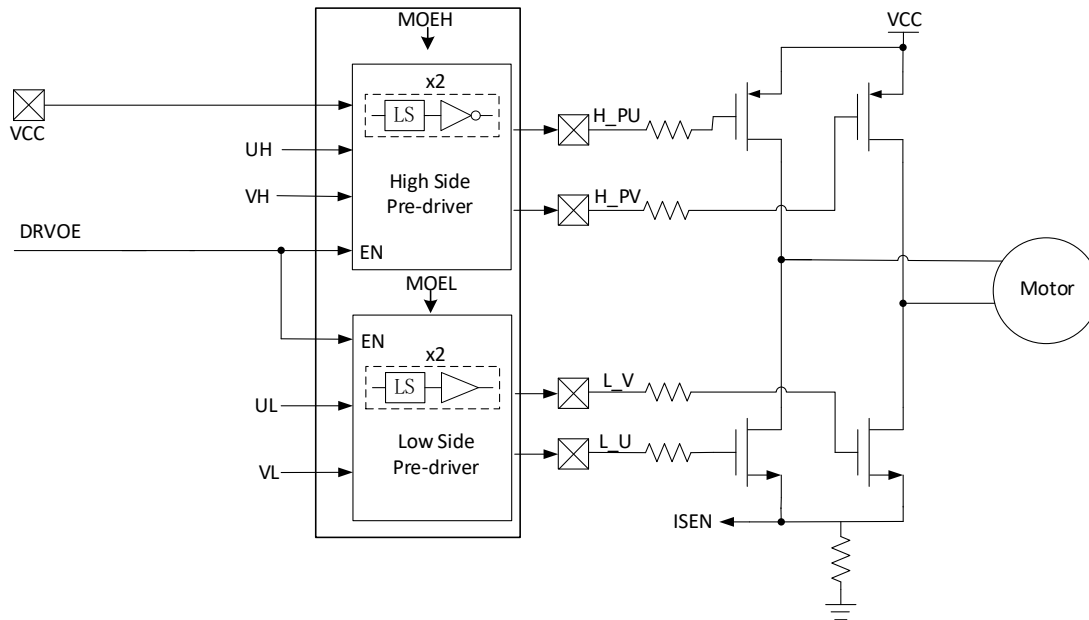 MOEH
VCC
x2
LS
VCC
H_PU
UH
VH
High Side
Pre-driver
H_PV
DRVOE
EN
MOEL
Motor
EN
x2
LS
L_V
UL
Low Side
Pre-driver
L_U
VL
ISEN